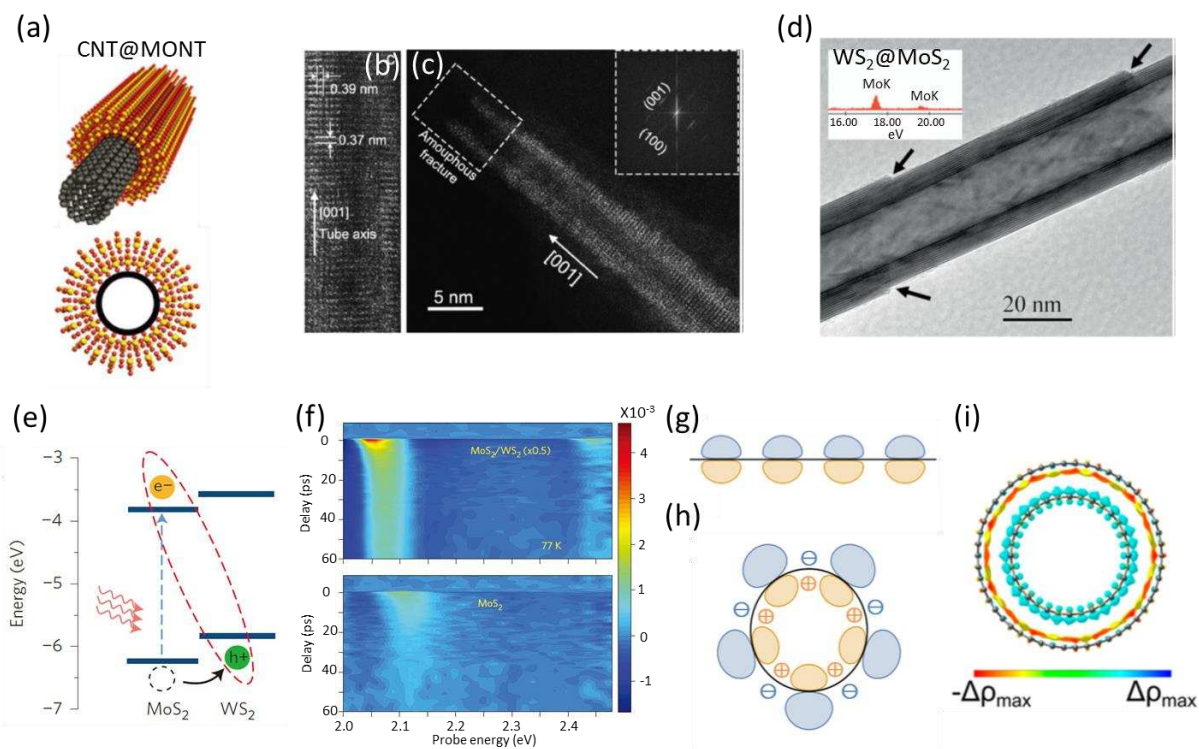 (a)
CNT@MONT
(b)
0.39 nm
0.37 nm
[001]
Tube axis
(c)
Amouphous
fracture
(001)
(100)
[001]
5 nm
(d)
WS₂@MoS₂
MoK
MoK
16.00 18.00 20.00
eV
20 nm
(e)
Energy (eV)
−3
−4
−5
−6
−7
e−
h+
MoS₂ WS₂
(f)
X10⁻³
Delay (ps)
0
20
40
60
MoS₂/WS₂ (x0.5)
77 K
4
3
2
1
0
-1
Delay (ps)
0
20
40
60
MoS₂
2.0 2.1 2.2 2.3 2.4
Probe energy (eV)
(g)
(h)
(i)
-Δρmax Δρmax